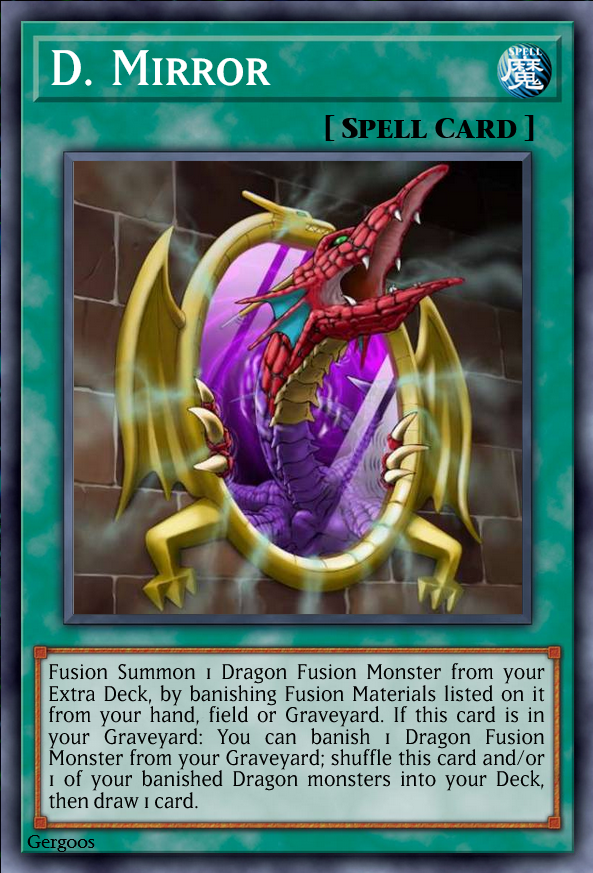 D. Mirror
SPELL
魔
[ Spell Card ]
Fusion Summon 1 Dragon Fusion Monster from your
Extra Deck, by banishing Fusion Materials listed on it
from your hand, field or Graveyard. If this card is in
your Graveyard: You can banish 1 Dragon Fusion
Monster from your Graveyard; shuffle this card and/or
1 of your banished Dragon monsters into your Deck,
then draw 1 card.
Gergoos